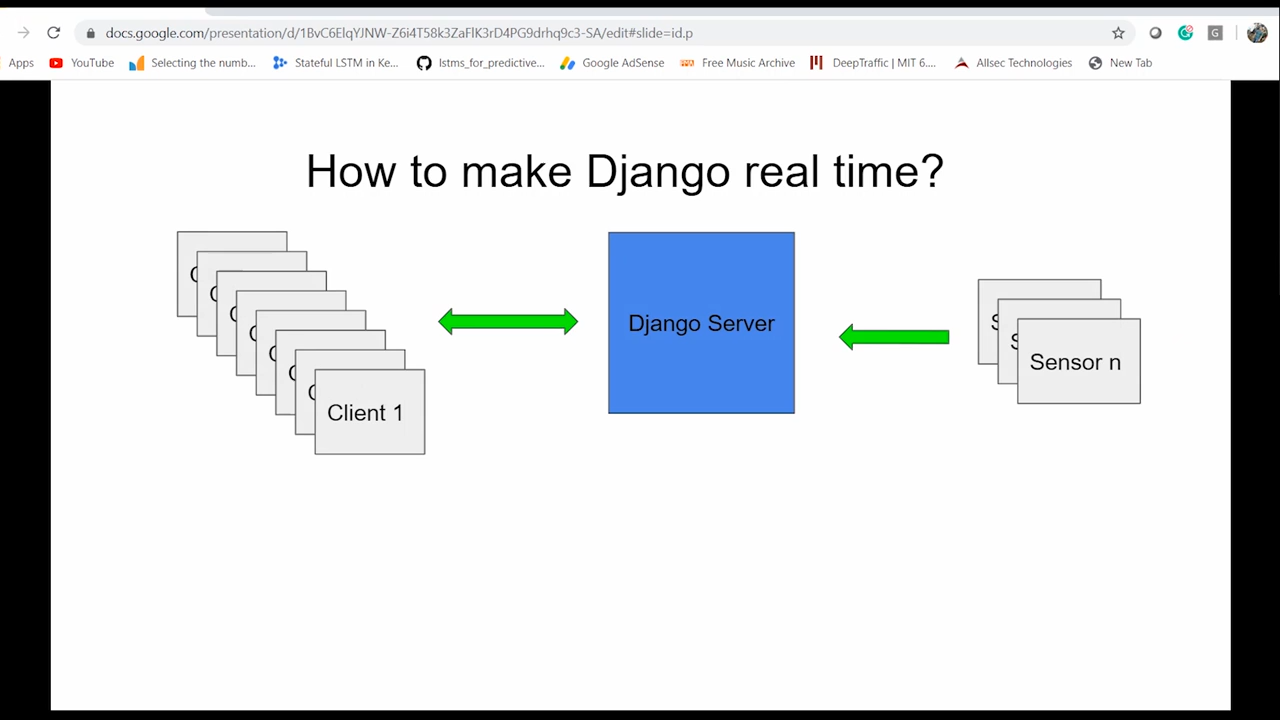 docs.google.com/presentation/d/1BvC6ElqYJNW-Z6i4T58k3ZaFlK3rD4PG9drhq9c3-SA/edit#slide=id.p
Apps YouTube Selecting the numb... Stateful LSTM in Ke... lstms_for_predictive... Google AdSense Free Music Archive DeepTraffic | MIT 6.... Allsec Technologies New Tab
How to make Django real time?
Django Server
Sensor n
Client 1